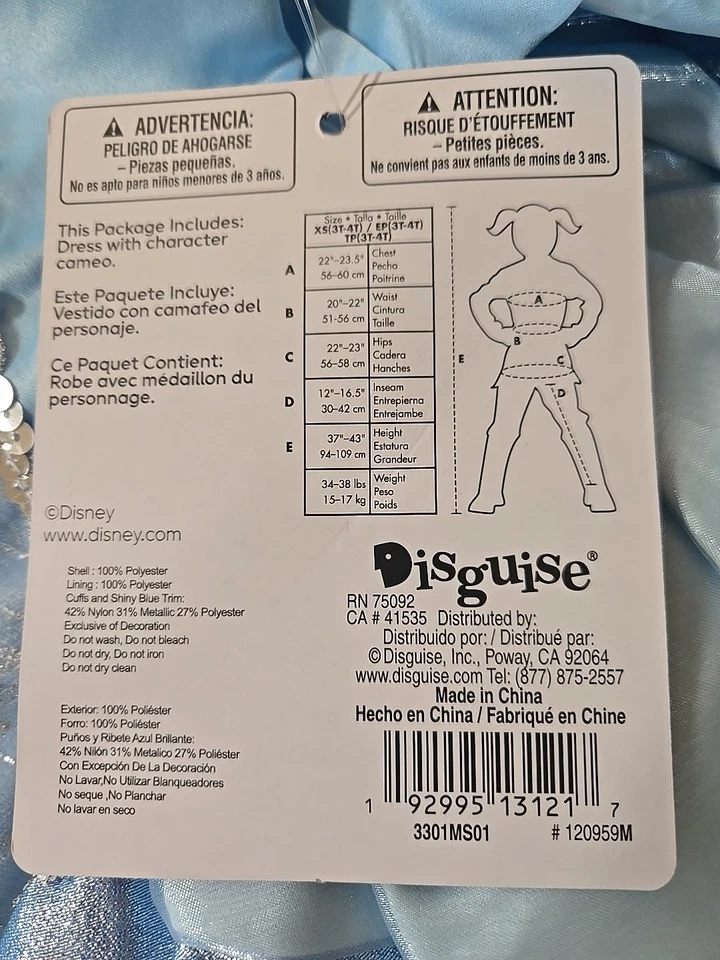 ⚠ ADVERTENCIA:
PELIGRO DE AHOGARSE
– Piezas pequeñas.
No es apto para niños menores de 3 años.
⚠ ATTENTION:
RISQUE D'ÉTOUFFEMENT
– Petites pièces.
Ne convient pas aux enfants de moins de 3 ans.
This Package Includes:
Dress with character
cameo.
Este Paquete Incluye:
Vestido con camafeo del
personaje.
Ce Paquet Contient:
Robe avec médaillon du
personnage.
Size • Talla • Taille
XS(3T-4T) / EP(3T-4T)
TP(3T-4T)
A
22"–23.5"
56–60 cm
Chest
Pecho
Poitrine
B
20"–22"
51-56 cm
Waist
Cintura
Taille
C
22"–23"
56–58 cm
Hips
Cadera
Hanches
D
12"–16.5"
30–42 cm
Inseam
Entrepierna
Entrejambe
E
37"–43"
94–109 cm
Height
Estatura
Grandeur
34–38 lbs
15–17 kg
Weight
Peso
Poids
A
B
C
D
E
©Disney
www.disney.com
Shell : 100% Polyester
Lining : 100% Polyester
Cuffs and Shiny Blue Trim:
42% Nylon 31% Metallic 27% Polyester
Exclusive of Decoration
Do not wash, Do not bleach
Do not dry, Do not iron
Do not dry clean
Exterior: 100% Poliéster
Forro: 100% Poliéster
Puños y Ribete Azul Brillante:
42% Nilón 31% Metalico 27% Poliéster
Con Excepción De La Decoración
No Lavar,No Utilizar Blanqueadores
No seque ,No Planchar
No lavar en seco
Disguise®
RN 75092
CA # 41535 Distributed by:
Distribuido por: / Distribué par:
© Disguise, Inc., Poway, CA 92064
www.disguise.com Tel: (877) 875-2557
Made in China
Hecho en China / Fabriqué en Chine
1 92995 13121 7
3301MS01 # 120959M